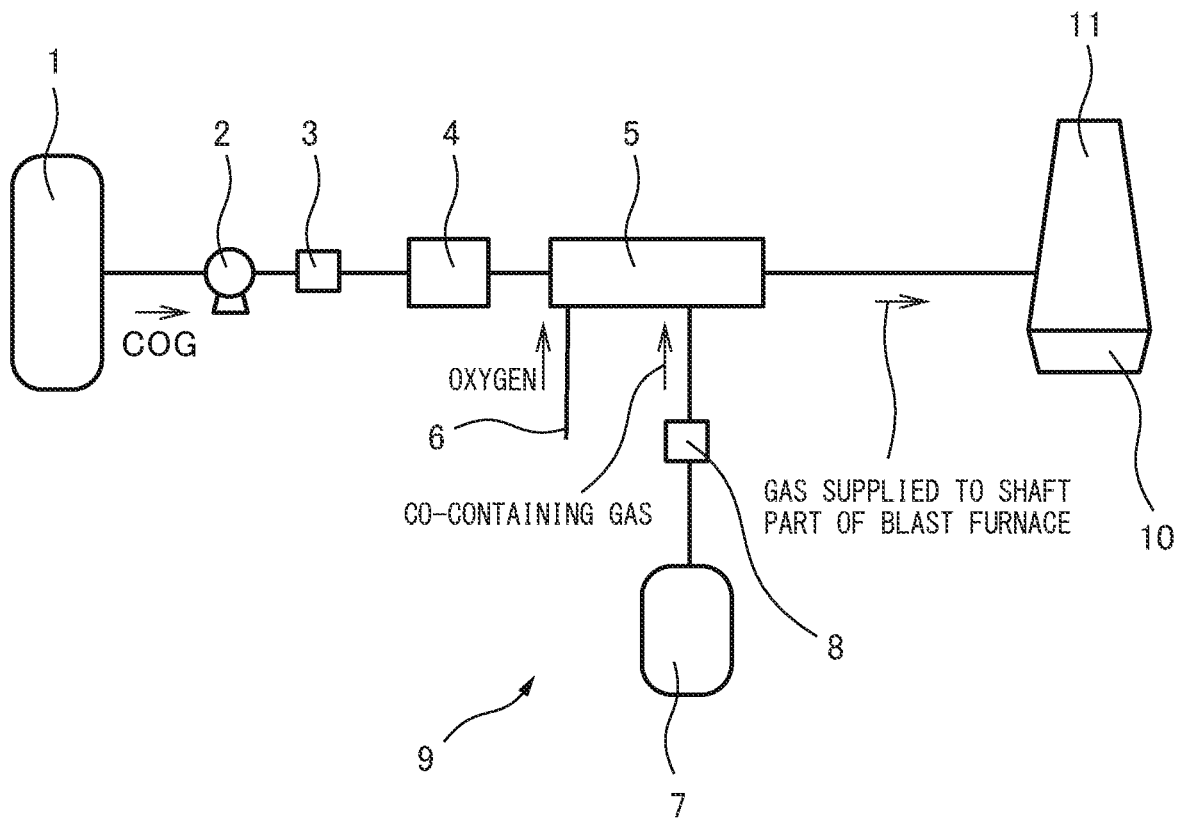 11
1
2
3
4
5
COG
OXYGEN
6
CO-CONTAINING GAS
GAS SUPPLIED TO SHAFT
PART OF BLAST FURNACE
10
8
9
7